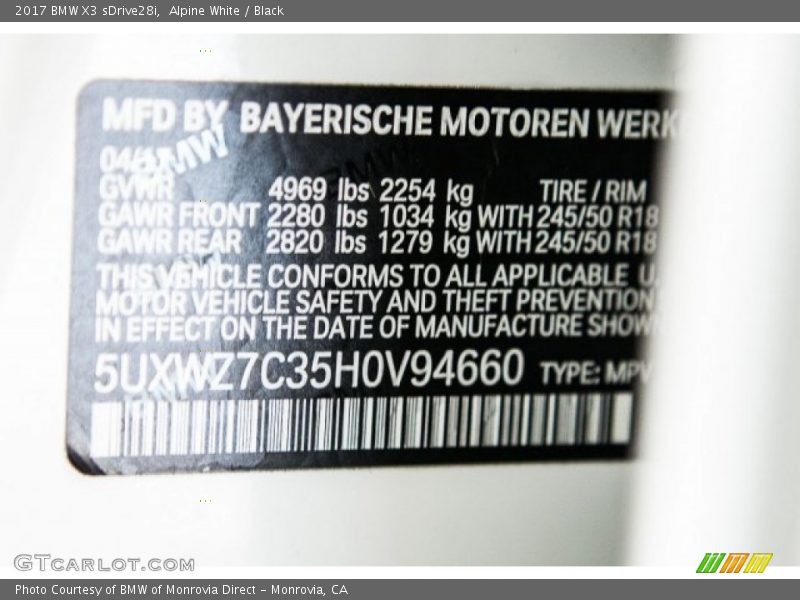 2017 BMW X3 sDrive28i,  Alpine White / Black
MFD BY BAYERISCHE MOTOREN WERK
BMW
BMW
GVWR 4969 lbs 2254 kg TIRE / RIM
GAWR FRONT 2280 lbs 1034 kg WITH 245/50 R18
GAWR REAR 2820 lbs 1279 kg WITH 245/50 R18
THIS VEHICLE CONFORMS TO ALL APPLICABLE U.
MOTOR VEHICLE SAFETY AND THEFT PREVENTION
IN EFFECT ON THE DATE OF MANUFACTURE SHOWN
5UXWZ7C35H0V94660 TYPE: MPV
GTCARLOT.COM
Photo Courtesy of BMW of Monrovia Direct - Monrovia, CA